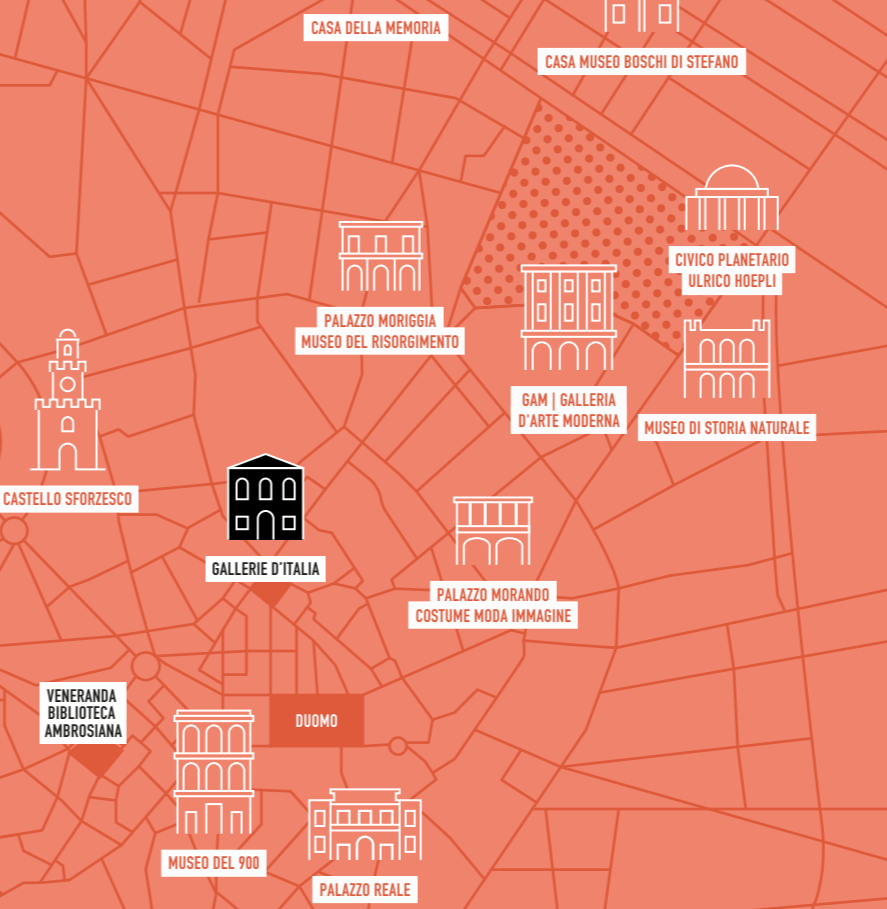 CASA DELLA MEMORIA
CASA MUSEO BOSCHI DI STEFANO
CIVICO PLANETARIO
ULRICO HOEPLI
PALAZZO MORIGGIA
MUSEO DEL RISORGIMENTO
GAM | GALLERIA
D'ARTE MODERNA
MUSEO DI STORIA NATURALE
CASTELLO SFORZESCO
GALLERIE D'ITALIA
PALAZZO MORANDO
COSTUME MODA IMMAGINE
VENERANDA
BIBLIOTECA
AMBROSIANA
DUOMO
MUSEO DEL 900
PALAZZO REALE